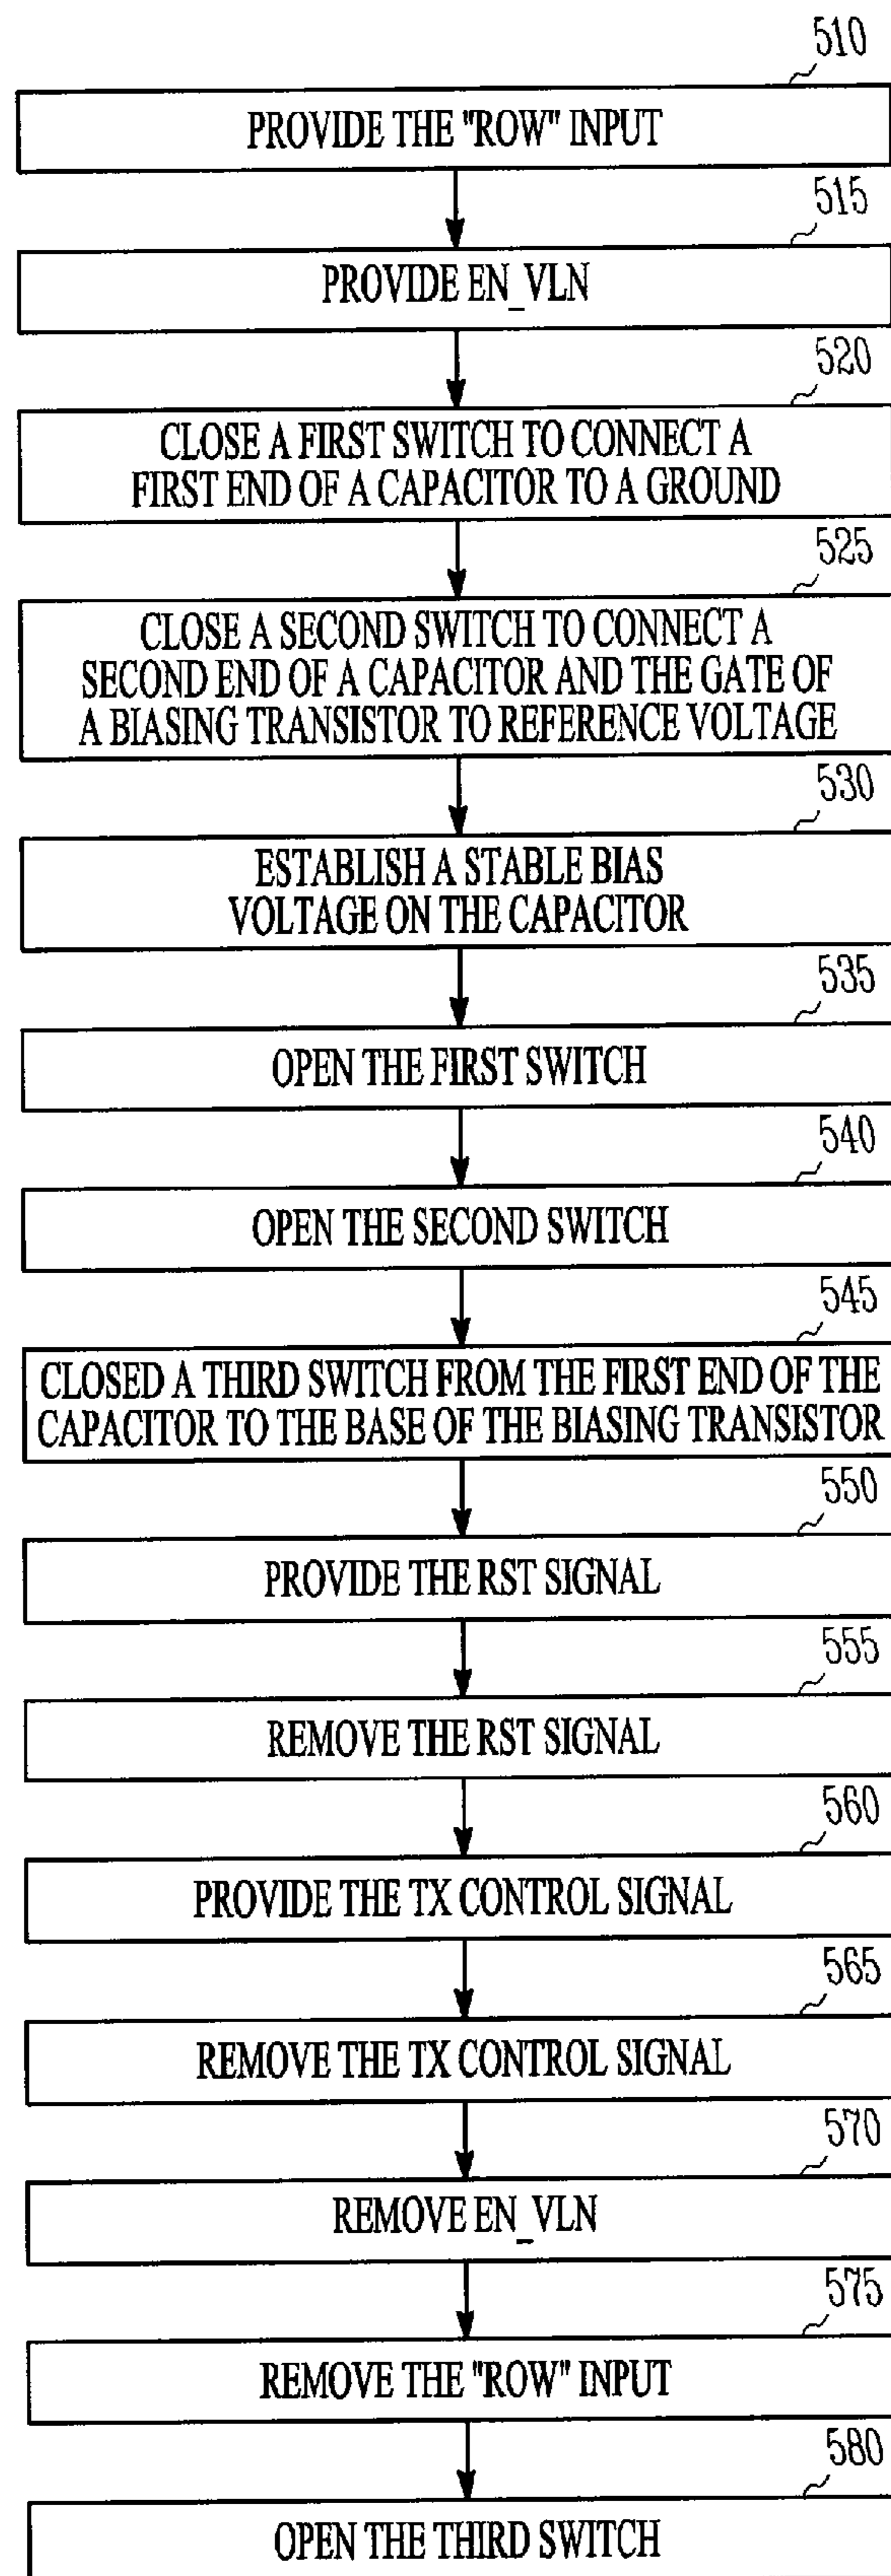 510
PROVIDE THE "ROW" INPUT
515
PROVIDE EN_VLN
520
CLOSE A FIRST SWITCH TO CONNECT A
FIRST END OF A CAPACITOR TO A GROUND
525
CLOSE A SECOND SWITCH TO CONNECT A
SECOND END OF A CAPACITOR AND THE GATE OF
A BIASING TRANSISTOR TO REFERENCE VOLTAGE
530
ESTABLISH A STABLE BIAS
VOLTAGE ON THE CAPACITOR
535
OPEN THE FIRST SWITCH
540
OPEN THE SECOND SWITCH
545
CLOSED A THIRD SWITCH FROM THE FIRST END OF THE
CAPACITOR TO THE BASE OF THE BIASING TRANSISTOR
550
PROVIDE THE RST SIGNAL
555
REMOVE THE RST SIGNAL
560
PROVIDE THE TX CONTROL SIGNAL
565
REMOVE THE TX CONTROL SIGNAL
570
REMOVE EN_VLN
575
REMOVE THE "ROW" INPUT
580
OPEN THE THIRD SWITCH